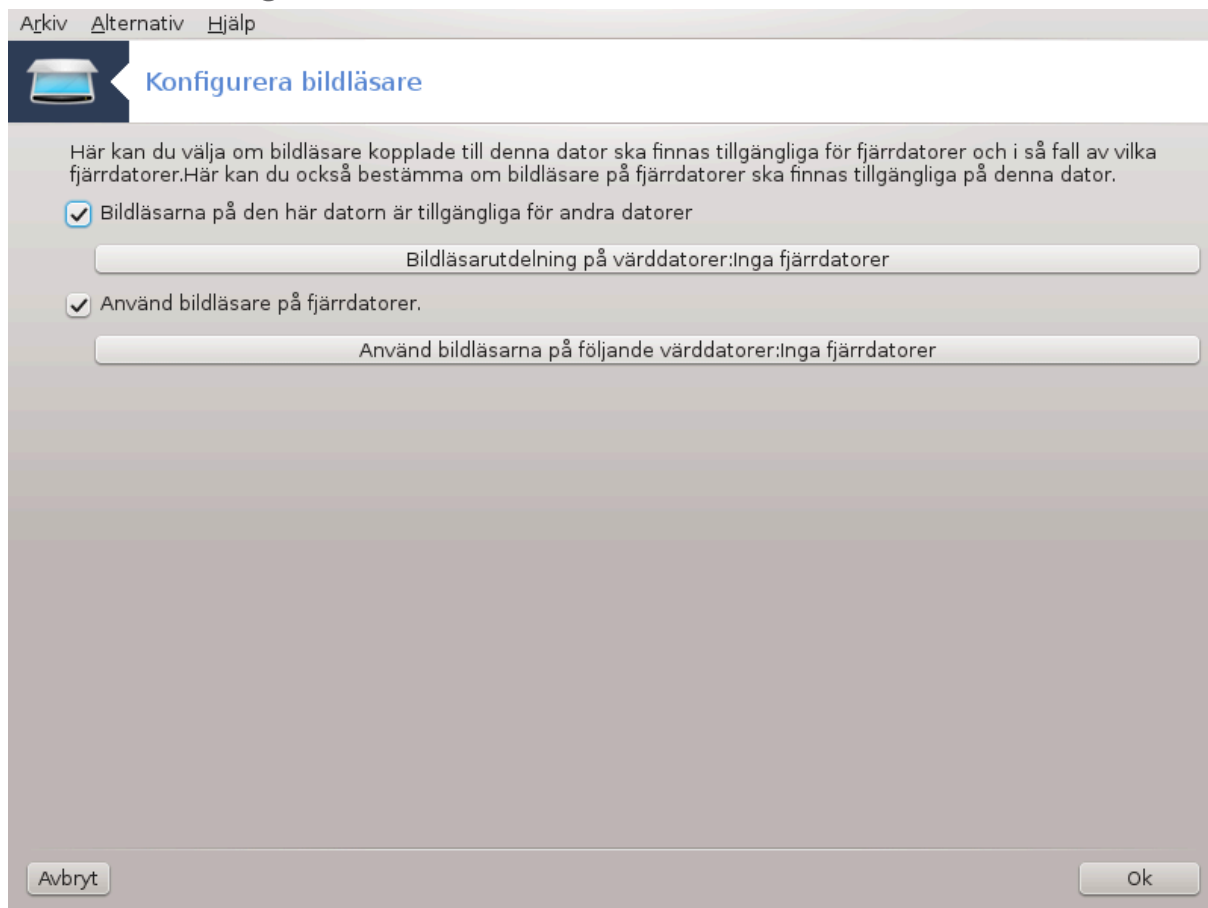 Arkiv Alternativ Hjälp
Konfigurera bildläsare
Här kan du välja om bildläsare kopplade till denna dator ska finnas tillgängliga för fjärrdatorer och i så fall av vilka
fjärrdatorer.Här kan du också bestämma om bildläsare på fjärrdatorer ska finnas tillgängliga på denna dator.
Bildläsarna på den här datorn är tillgängliga för andra datorer
Bildläsarutdelning på värddatorer:Inga fjärrdatorer
Använd bildläsare på fjärrdatorer.
Använd bildläsarna på följande värddatorer:Inga fjärrdatorer
Avbryt Ok